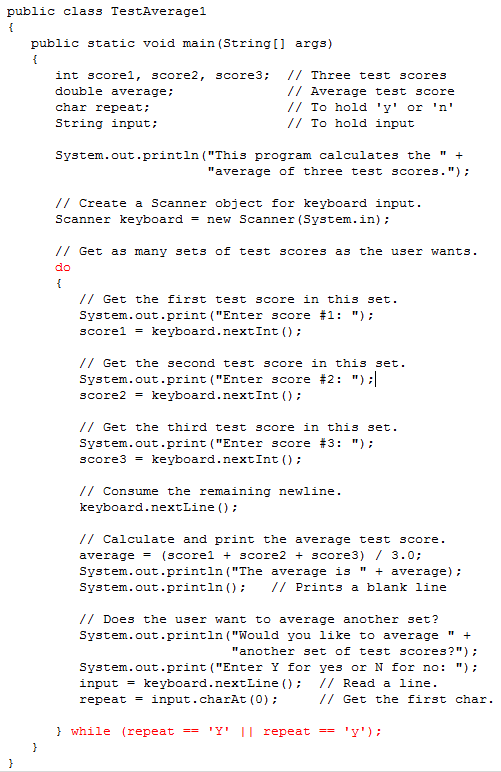 public class TestAverage1
{
   public static void main(String[] args)
   {
      int score1, score2, score3;  // Three test scores
      double average;              // Average test score
      char repeat;                 // To hold 'y' or 'n'
      String input;                // To hold input

      System.out.println("This program calculates the " +
                         "average of three test scores.");

      // Create a Scanner object for keyboard input.
      Scanner keyboard = new Scanner(System.in);

      // Get as many sets of test scores as the user wants.
      do
      {
         // Get the first test score in this set.
         System.out.print("Enter score #1: ");
         score1 = keyboard.nextInt();

         // Get the second test score in this set.
         System.out.print("Enter score #2: ");
         score2 = keyboard.nextInt();

         // Get the third test score in this set.
         System.out.print("Enter score #3: ");
         score3 = keyboard.nextInt();

         // Consume the remaining newline.
         keyboard.nextLine();

         // Calculate and print the average test score.
         average = (score1 + score2 + score3) / 3.0;
         System.out.println("The average is " + average);
         System.out.println();   // Prints a blank line

         // Does the user want to average another set?
         System.out.println("Would you like to average " +
                            "another set of test scores?");
         System.out.print("Enter Y for yes or N for no: ");
         input = keyboard.nextLine();  // Read a line.
         repeat = input.charAt(0);     // Get the first char.

      } while (repeat == 'Y' || repeat == 'y');
   }
}